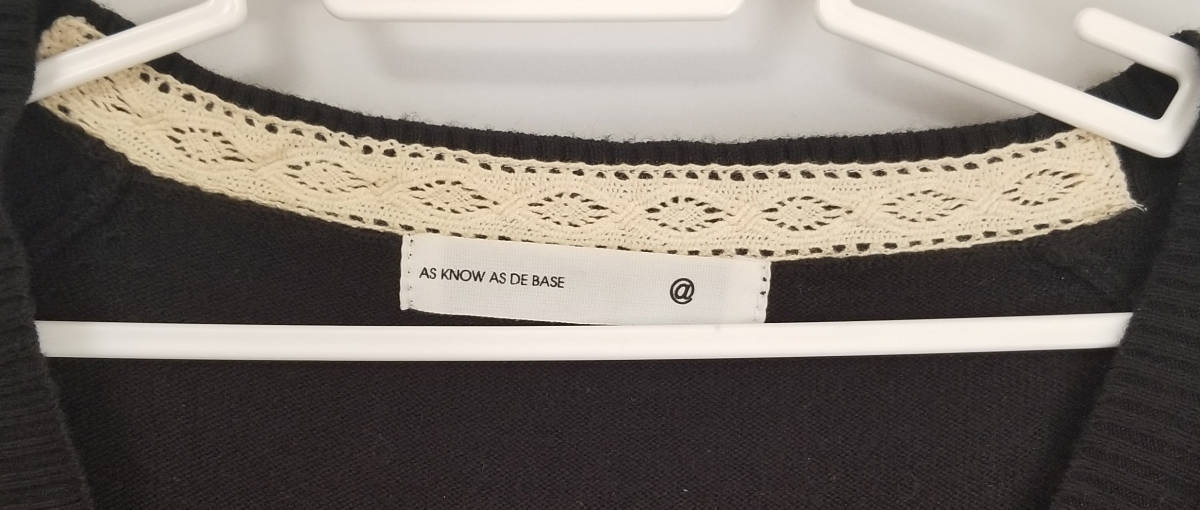 AS KNOW AS DE BASE @